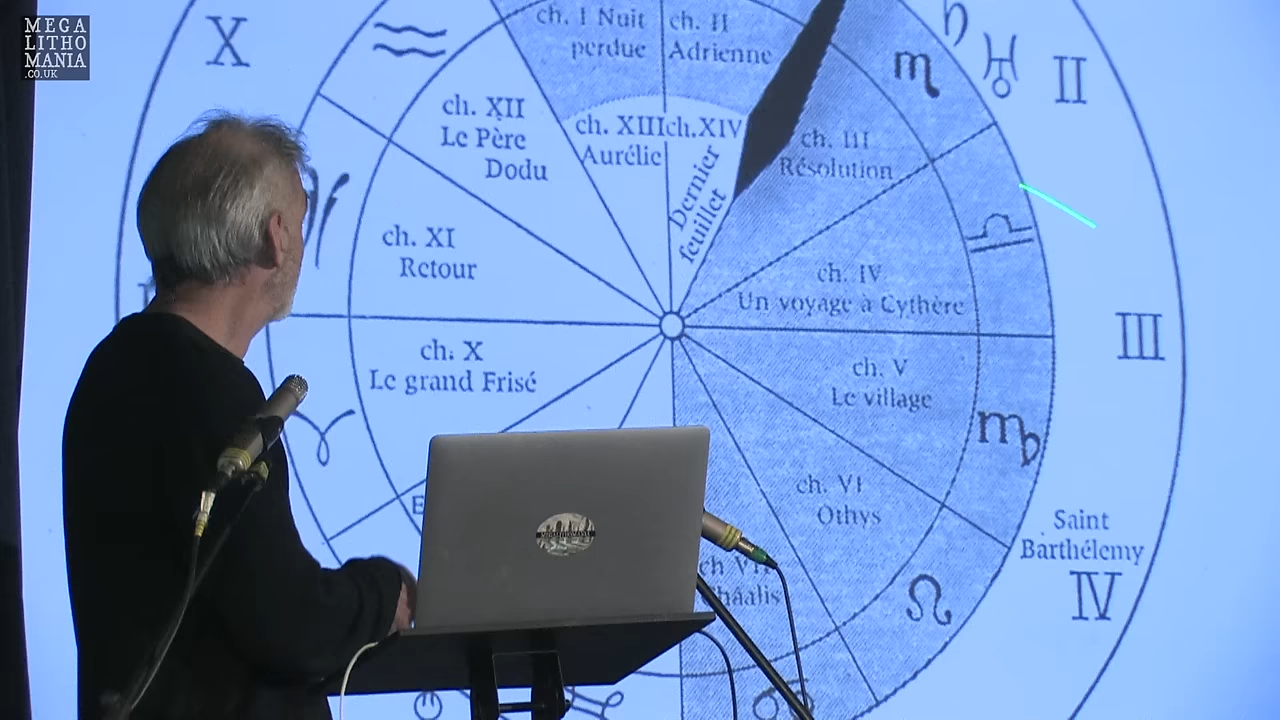 MEGA
LITHO
MANIA
.CO.UK
X
II
III
IV
ch. I Nuit
perdue
ch. II
Adrienne
ch. XII
Le Père
Dodu
ch. XIII
Aurélie
ch. XIV
Dernier
feuillet
ch. III
Résolution
ch. XI
Retour
ch. IV
Un voyage à Cythère
ch. X
Le grand Frisé
ch. V
Le village
ch. VI
Othys
Saint
Barthélemy
MEGALITHOMANIA